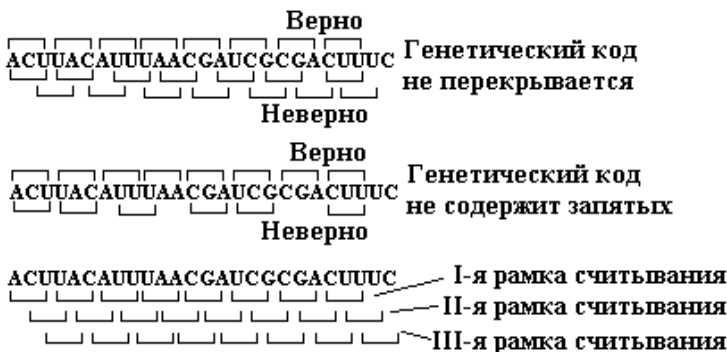 Верно
ACUUACAUUUAACGAUCGCGACUUUC
Генетический код
не перекрывается
Неверно
Верно
ACUUACAUUUAACGAUCGCGACUUUC
Генетический код
не содержит запятых
Неверно
ACUUACAUUUAACGAUCGCGACUUUC
I-я рамка считывания
II-я рамка считывания
III-я рамка считывания